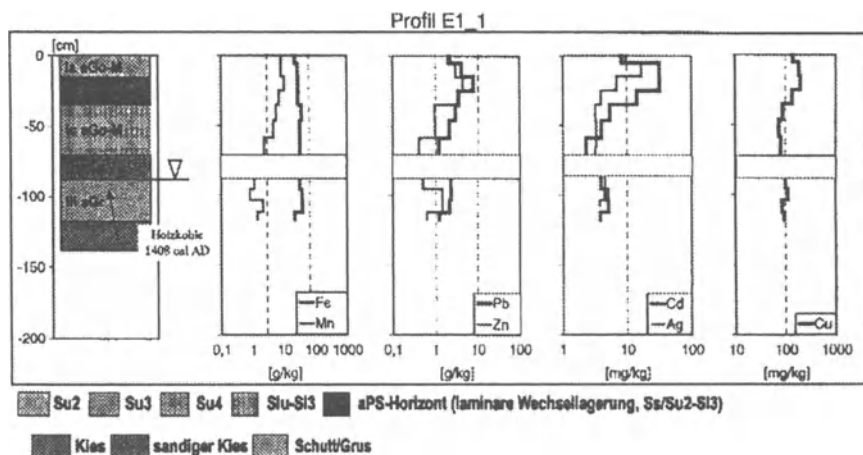 Profil E1_1
[cm]
0
-50
-100
-150
-200
aGo-M
aGo-M
Holzkohle
1408 cal AD
Fe
Mn
0,1 1 10 100 1000
[g/kg]
Pb
Zn
0,1 1 10 100
[g/kg]
Cd
Ag
1 10 100
[mg/kg]
Cu
10 100 1000
[mg/kg]
Su2 Su3 Su4 Slu-Sl3 aPS-Horizont (laminare Wechsellagerung, Ss/Su2-Sl3)
Kies sandiger Kies Schutt/Grus